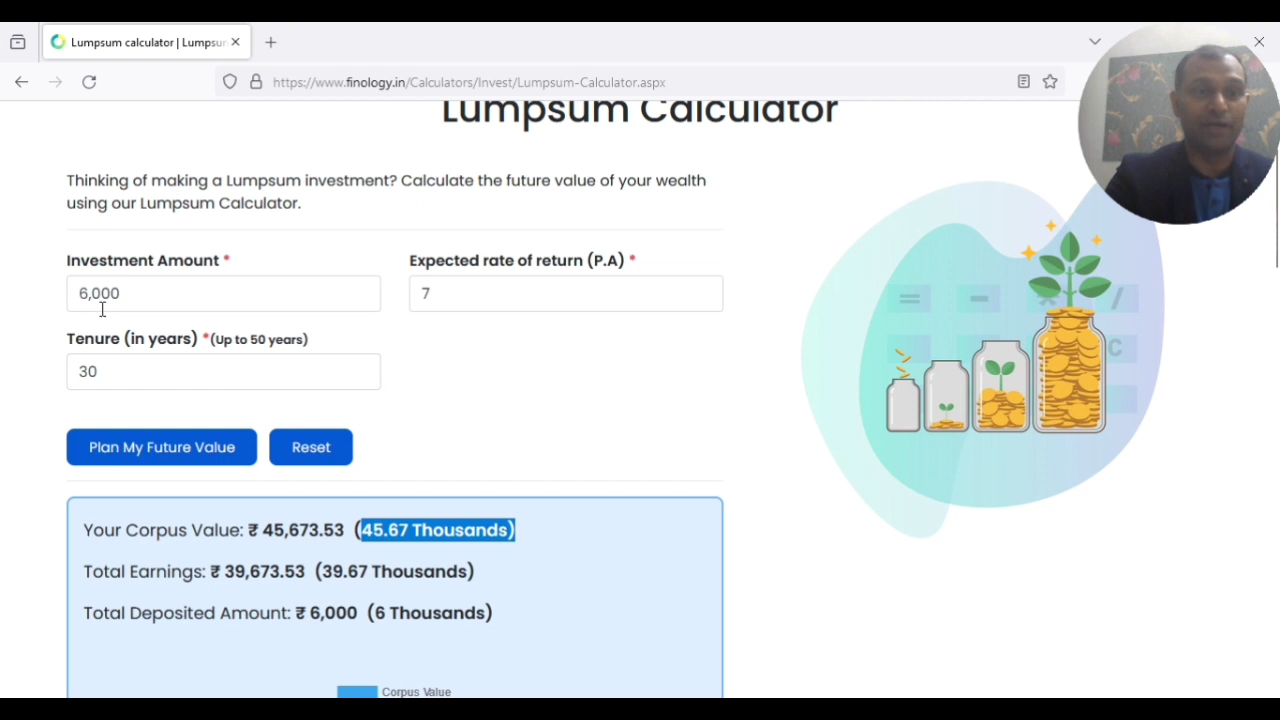 Lumpsum calculator | Lumpsur
https://www.finology.in/Calculators/Invest/Lumpsum-Calculator.aspx
Lumpsum Calculator
Thinking of making a Lumpsum investment? Calculate the future value of your wealth
using our Lumpsum Calculator.
Investment Amount *
Expected rate of return (P.A) *
6,000
7
Tenure (in years) *(Up to 50 years)
30
Plan My Future Value
Reset
Your Corpus Value: ₹ 45,673.53 (45.67 Thousands)
Total Earnings: ₹ 39,673.53 (39.67 Thousands)
Total Deposited Amount: ₹ 6,000 (6 Thousands)
Corpus Value